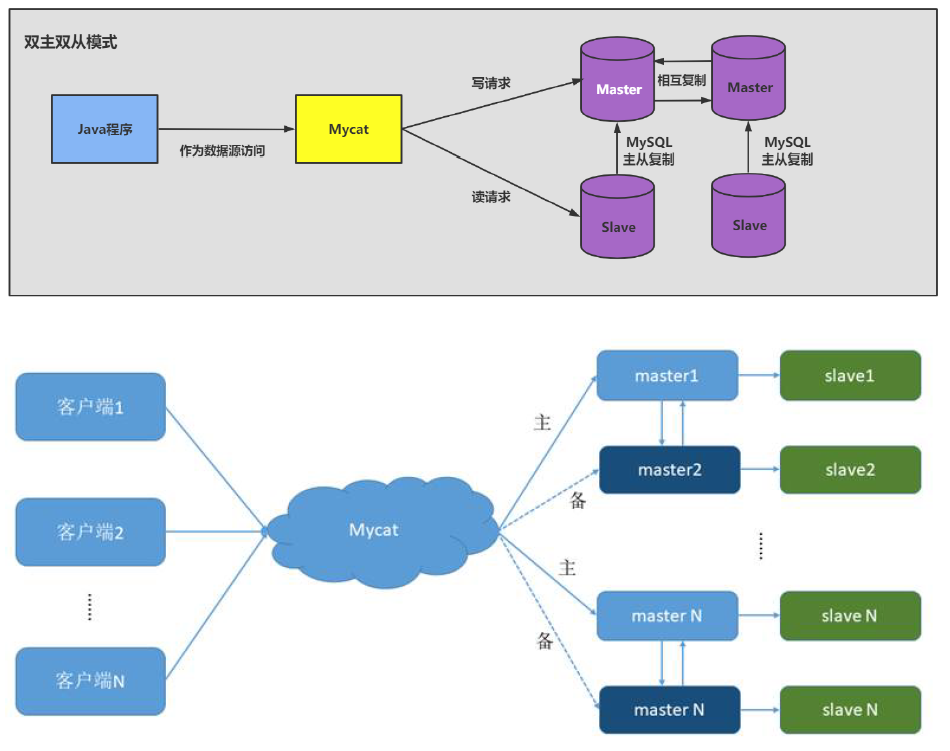 双主双从模式
Java程序
作为数据源访问
Mycat
写请求
读请求
Master
相互复制
Master
MySQL
主从复制
MySQL
主从复制
Slave
Slave
客户端1
客户端2
......
客户端N
Mycat
主
备
主
备
master1
slave1
master2
slave2
......
master N
slave N
master N
slave N